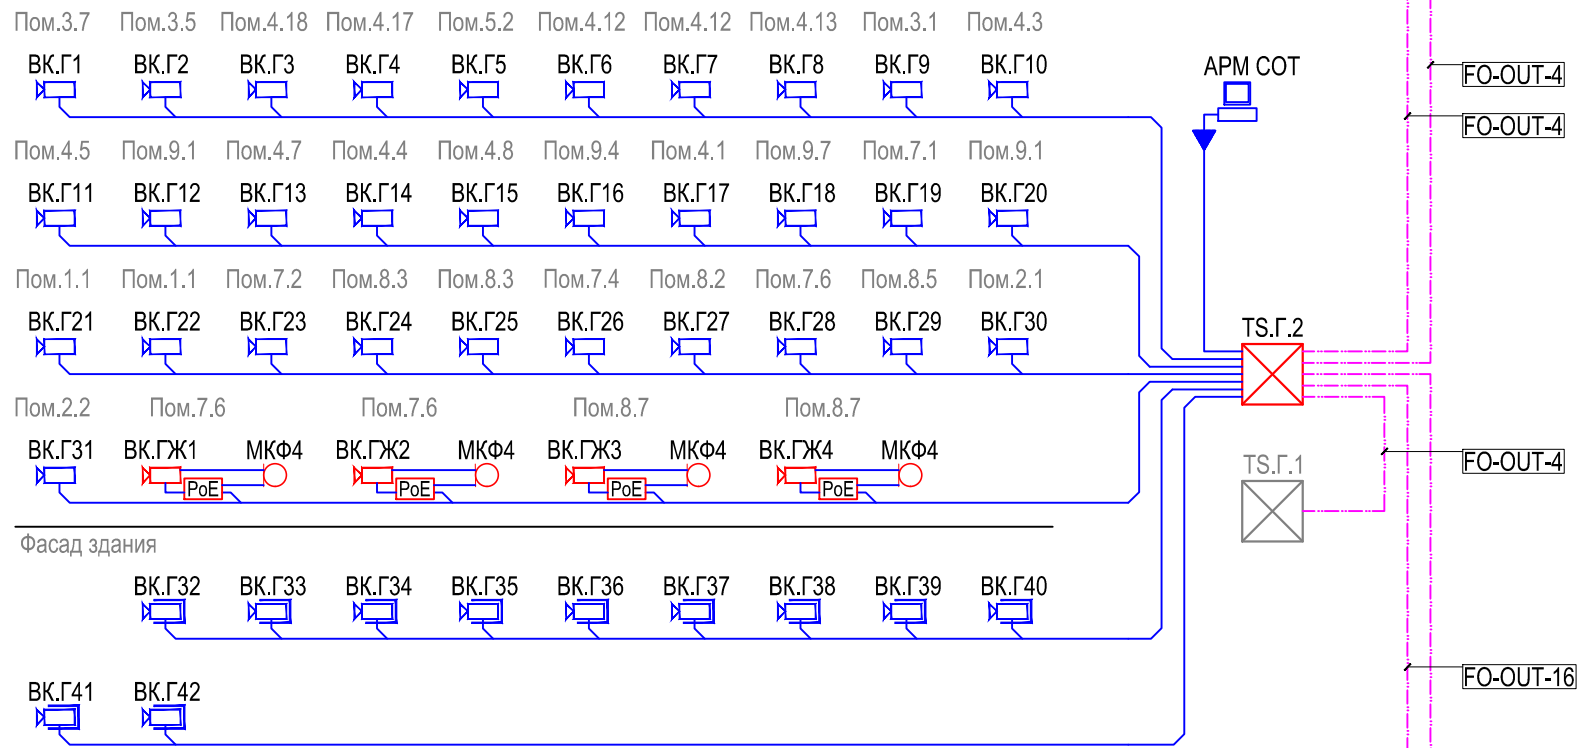 Пом.3.7 Пом.3.5 Пом.4.18 Пом.4.17 Пом.5.2 Пом.4.12 Пом.4.12 Пом.4.13 Пом.3.1 Пом.4.3
ВК.Г1 ВК.Г2 ВК.Г3 ВК.Г4 ВК.Г5 ВК.Г6 ВК.Г7 ВК.Г8 ВК.Г9 ВК.Г10
АРМ СОТ
FO-OUT-4
FO-OUT-4
Пом.4.5 Пом.9.1 Пом.4.7 Пом.4.4 Пом.4.8 Пом.9.4 Пом.4.1 Пом.9.7 Пом.7.1 Пом.9.1
ВК.Г11 ВК.Г12 ВК.Г13 ВК.Г14 ВК.Г15 ВК.Г16 ВК.Г17 ВК.Г18 ВК.Г19 ВК.Г20
Пом.1.1 Пом.1.1 Пом.7.2 Пом.8.3 Пом.8.3 Пом.7.4 Пом.8.2 Пом.7.6 Пом.8.5 Пом.2.1
ВК.Г21 ВК.Г22 ВК.Г23 ВК.Г24 ВК.Г25 ВК.Г26 ВК.Г27 ВК.Г28 ВК.Г29 ВК.Г30
TS.Г.2
Пом.2.2 Пом.7.6 Пом.7.6 Пом.8.7 Пом.8.7
ВК.Г31 ВК.ГЖ1 МКФ4 ВК.ГЖ2 МКФ4 ВК.ГЖ3 МКФ4 ВК.ГЖ4 МКФ4
PoE PoE PoE PoE
TS.Г.1
FO-OUT-4
Фасад здания
ВК.Г32 ВК.Г33 ВК.Г34 ВК.Г35 ВК.Г36 ВК.Г37 ВК.Г38 ВК.Г39 ВК.Г40
FO-OUT-16
ВК.Г41 ВК.Г42